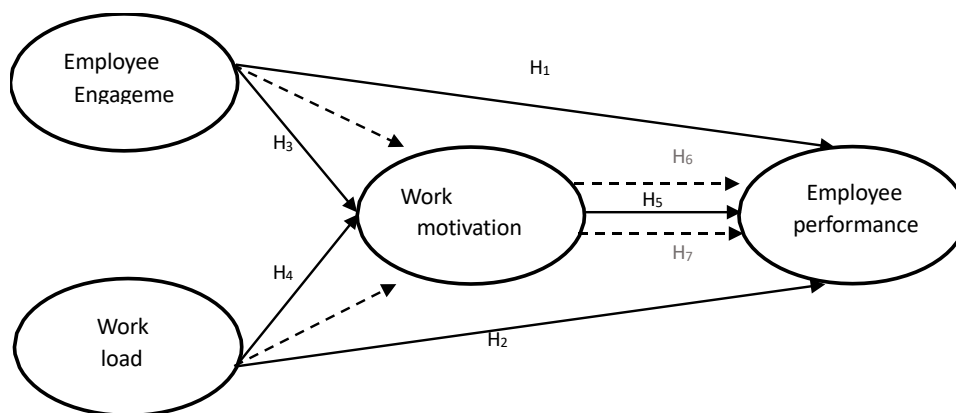 Employee
Engageme
H₁
H₃
H₆
Work
motivation
H₅
Employee
performance
H₇
H₄
Work
load
H₂